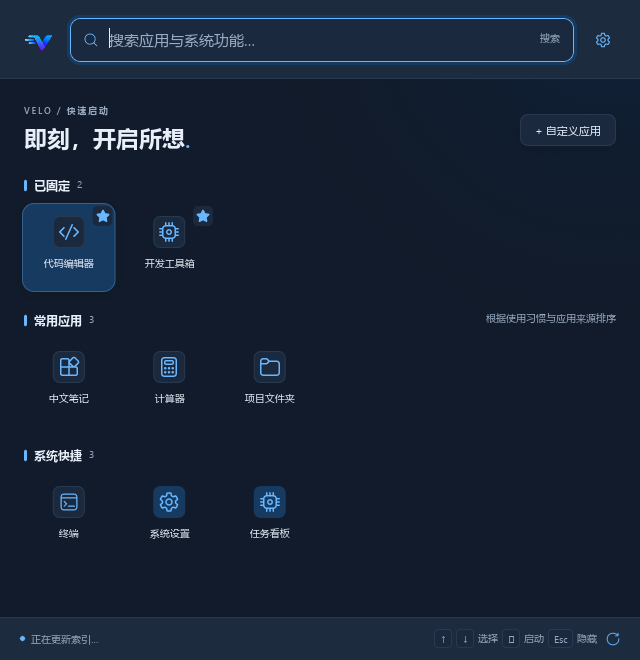 搜索应用与系统功能...
搜索
VELO / 快速启动
即刻，开启所想.
+ 自定义应用
已固定 2
代码编辑器
开发工具箱
常用应用 3
根据使用习惯与应用来源排序
中文笔记
计算器
项目文件夹
系统快捷 3
终端
系统设置
任务看板
正在更新索引...
↑ ↓ 选择 启动 Esc 隐藏